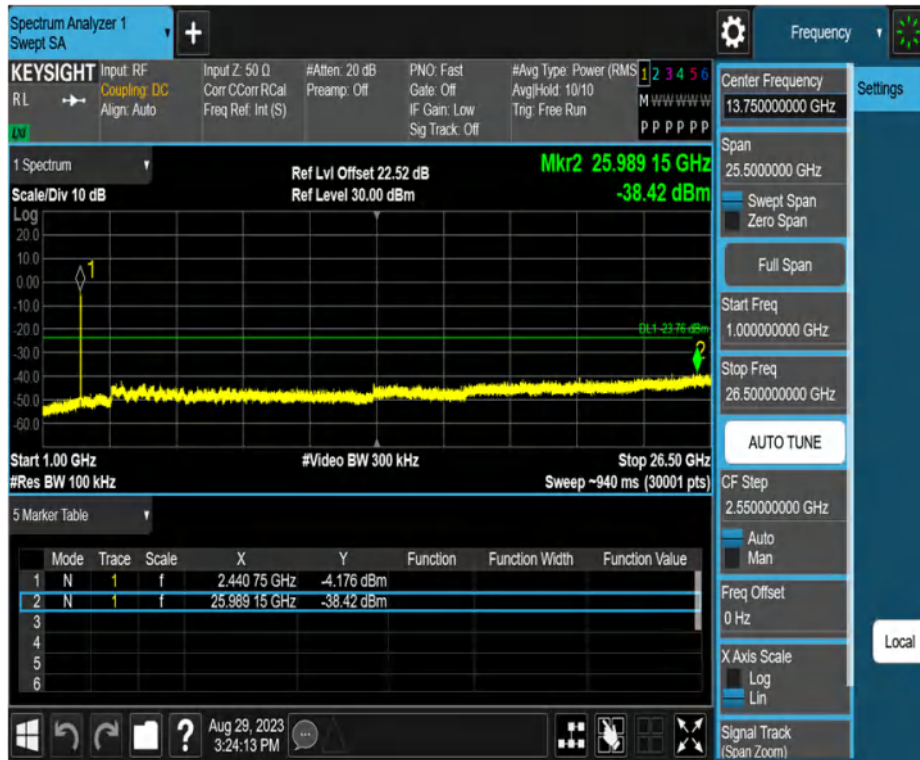 Spectrum Analyzer 1
Swept SA
+
Frequency
KEYSIGHT
RL
LXI
Input: RF
Coupling: DC
Align: Auto
Input Z: 50 Ω
Corr CCorr RCal
Freq Ref: Int (S)
#Atten: 20 dB
Preamp: Off
PNO: Fast
Gate: Off
IF Gain: Low
Sig Track: Off
#Avg Type: Power (RMS
Avg|Hold: 10/10
Trig: Free Run
1 2 3 4 5 6
M W W W W W
P P P P P P
1 Spectrum
Scale/Div 10 dB
Ref Lvl Offset 22.52 dB
Ref Level 30.00 dBm
Mkr2 25.989 15 GHz
-38.42 dBm
Log
20.0
10.0
0.00
-10.0
-20.0
-30.0
-40.0
-50.0
-60.0
1
DL1 -23.76 dBm
2
Start 1.00 GHz
#Res BW 100 kHz
#Video BW 300 kHz
Stop 26.50 GHz
Sweep ~940 ms (30001 pts)
5 Marker Table
Mode Trace Scale X Y Function Function Width Function Value
1 N 1 f 2.440 75 GHz -4.176 dBm
2 N 1 f 25.989 15 GHz -38.42 dBm
3
4
5
6
?
Aug 29, 2023
3:24:13 PM
Center Frequency
13.750000000 GHz
Span
25.5000000 GHz
Swept Span
Zero Span
Full Span
Start Freq
1.000000000 GHz
Stop Freq
26.500000000 GHz
AUTO TUNE
CF Step
2.550000000 GHz
Auto
Man
Freq Offset
0 Hz
X Axis Scale
Log
Lin
Signal Track
(Span Zoom)
Settings
Local